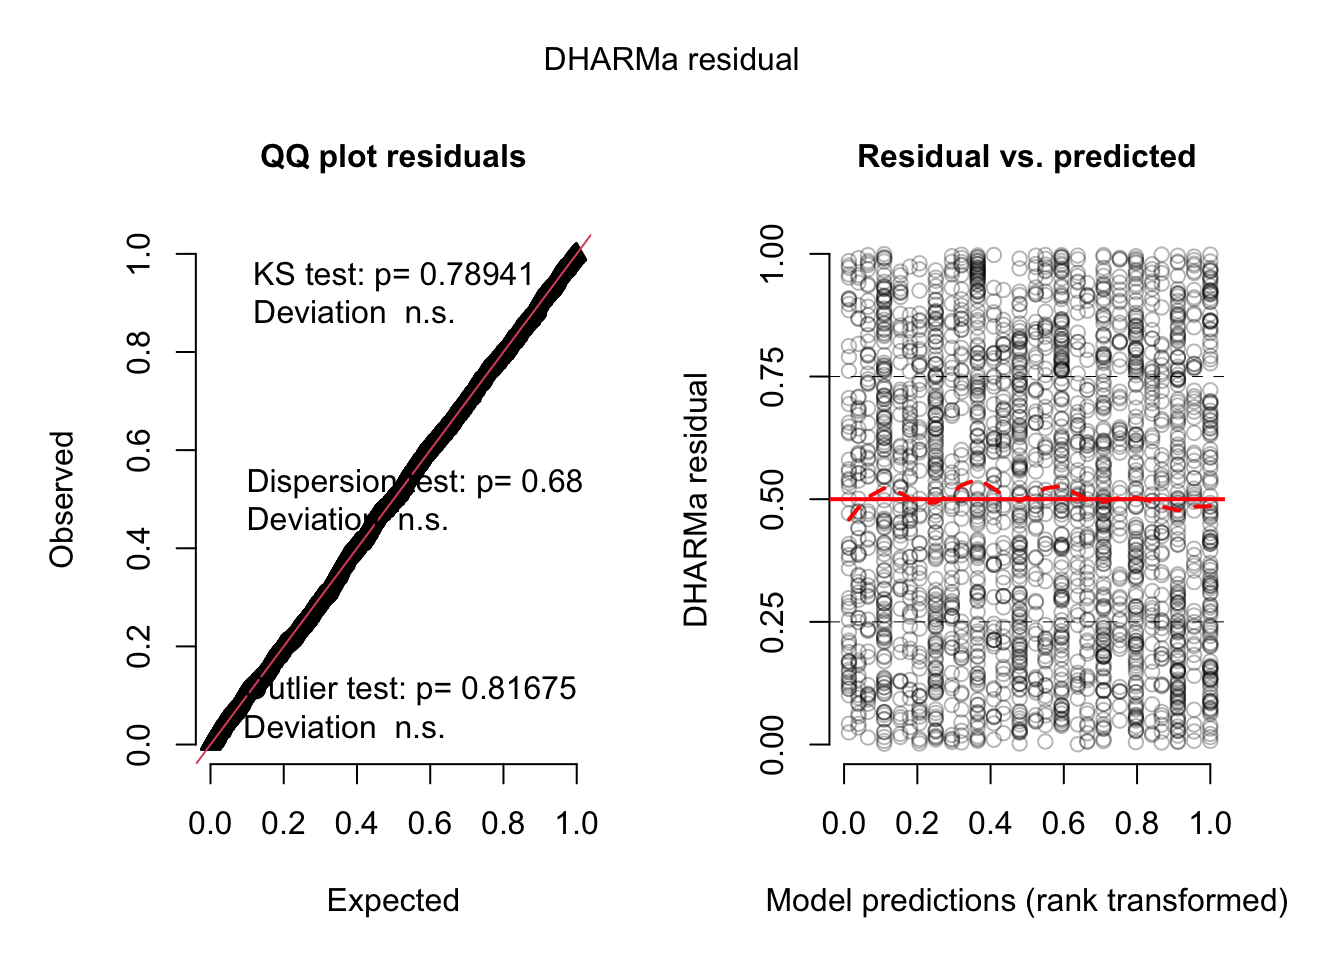 DHARMa residual
QQ plot residuals
KS test: p= 0.78941
Deviation  n.s.
Dispersion test: p= 0.68
Deviation  n.s.
Outlier test: p= 0.81675
Deviation  n.s.
Observed
0.0
0.2
0.4
0.6
0.8
1.0
0.0 0.2 0.4 0.6 0.8 1.0
Expected
Residual vs. predicted
DHARMa residual
0.00
0.25
0.50
0.75
1.00
0.0 0.2 0.4 0.6 0.8 1.0
Model predictions (rank transformed)